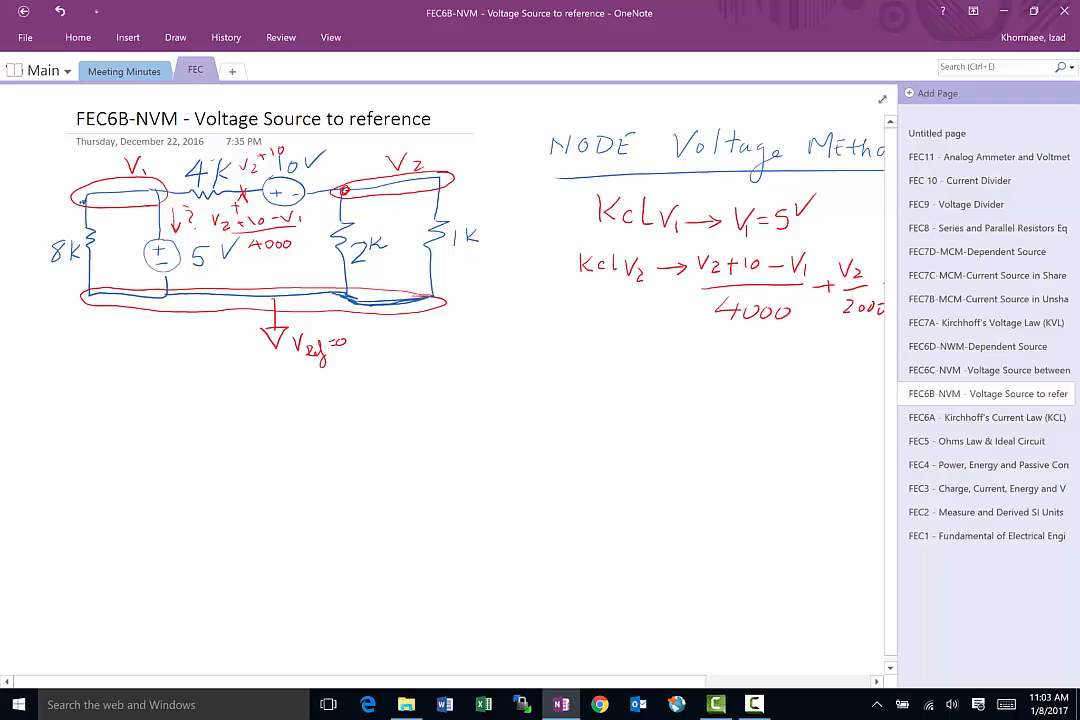 FEC6B-NVM - Voltage Source to reference - OneNote
?
File Home Insert Draw History Review View
Khormaee, Izad
Main Meeting Minutes FEC +
Search (Ctrl+E)
Add Page
FEC6B-NVM - Voltage Source to reference
Thursday, December 22, 2016 7:35 PM
V1 4K V2+10 10V V2
+ -
+
?
V2+10-V1
4000
8K + - 5V 2K 1K
Vref=0
NODE Voltage Metho
KCL V1 → V1 = 5V
KCL V2 → V2+10-V1 + V2
4000 2000
Untitled page
FEC11 - Analog Ammeter and Voltmet
FEC 10 - Current Divider
FEC9 - Voltage Divider
FEC8 - Series and Parallel Resistors Eq
FEC7D-MCM-Dependent Source
FEC7C-MCM-Current Source in Share
FEC7B-MCM-Current Source in Unsha
FEC7A- Kirchhoff's Voltage Law (KVL)
FEC6D-NWM-Dependent Source
FEC6C-NVM -Voltage Source between
FEC6B-NVM - Voltage Source to refer
FEC6A - Kirchhoff's Current Law (KCL)
FEC5 - Ohms Law & Ideal Circuit
FEC4 - Power, Energy and Passive Con
FEC3 - Charge, Current, Energy and V
FEC2 - Measure and Derived SI Units
FEC1 - Fundamental of Electrical Engi
Search the web and Windows
11:03 AM
1/8/2017